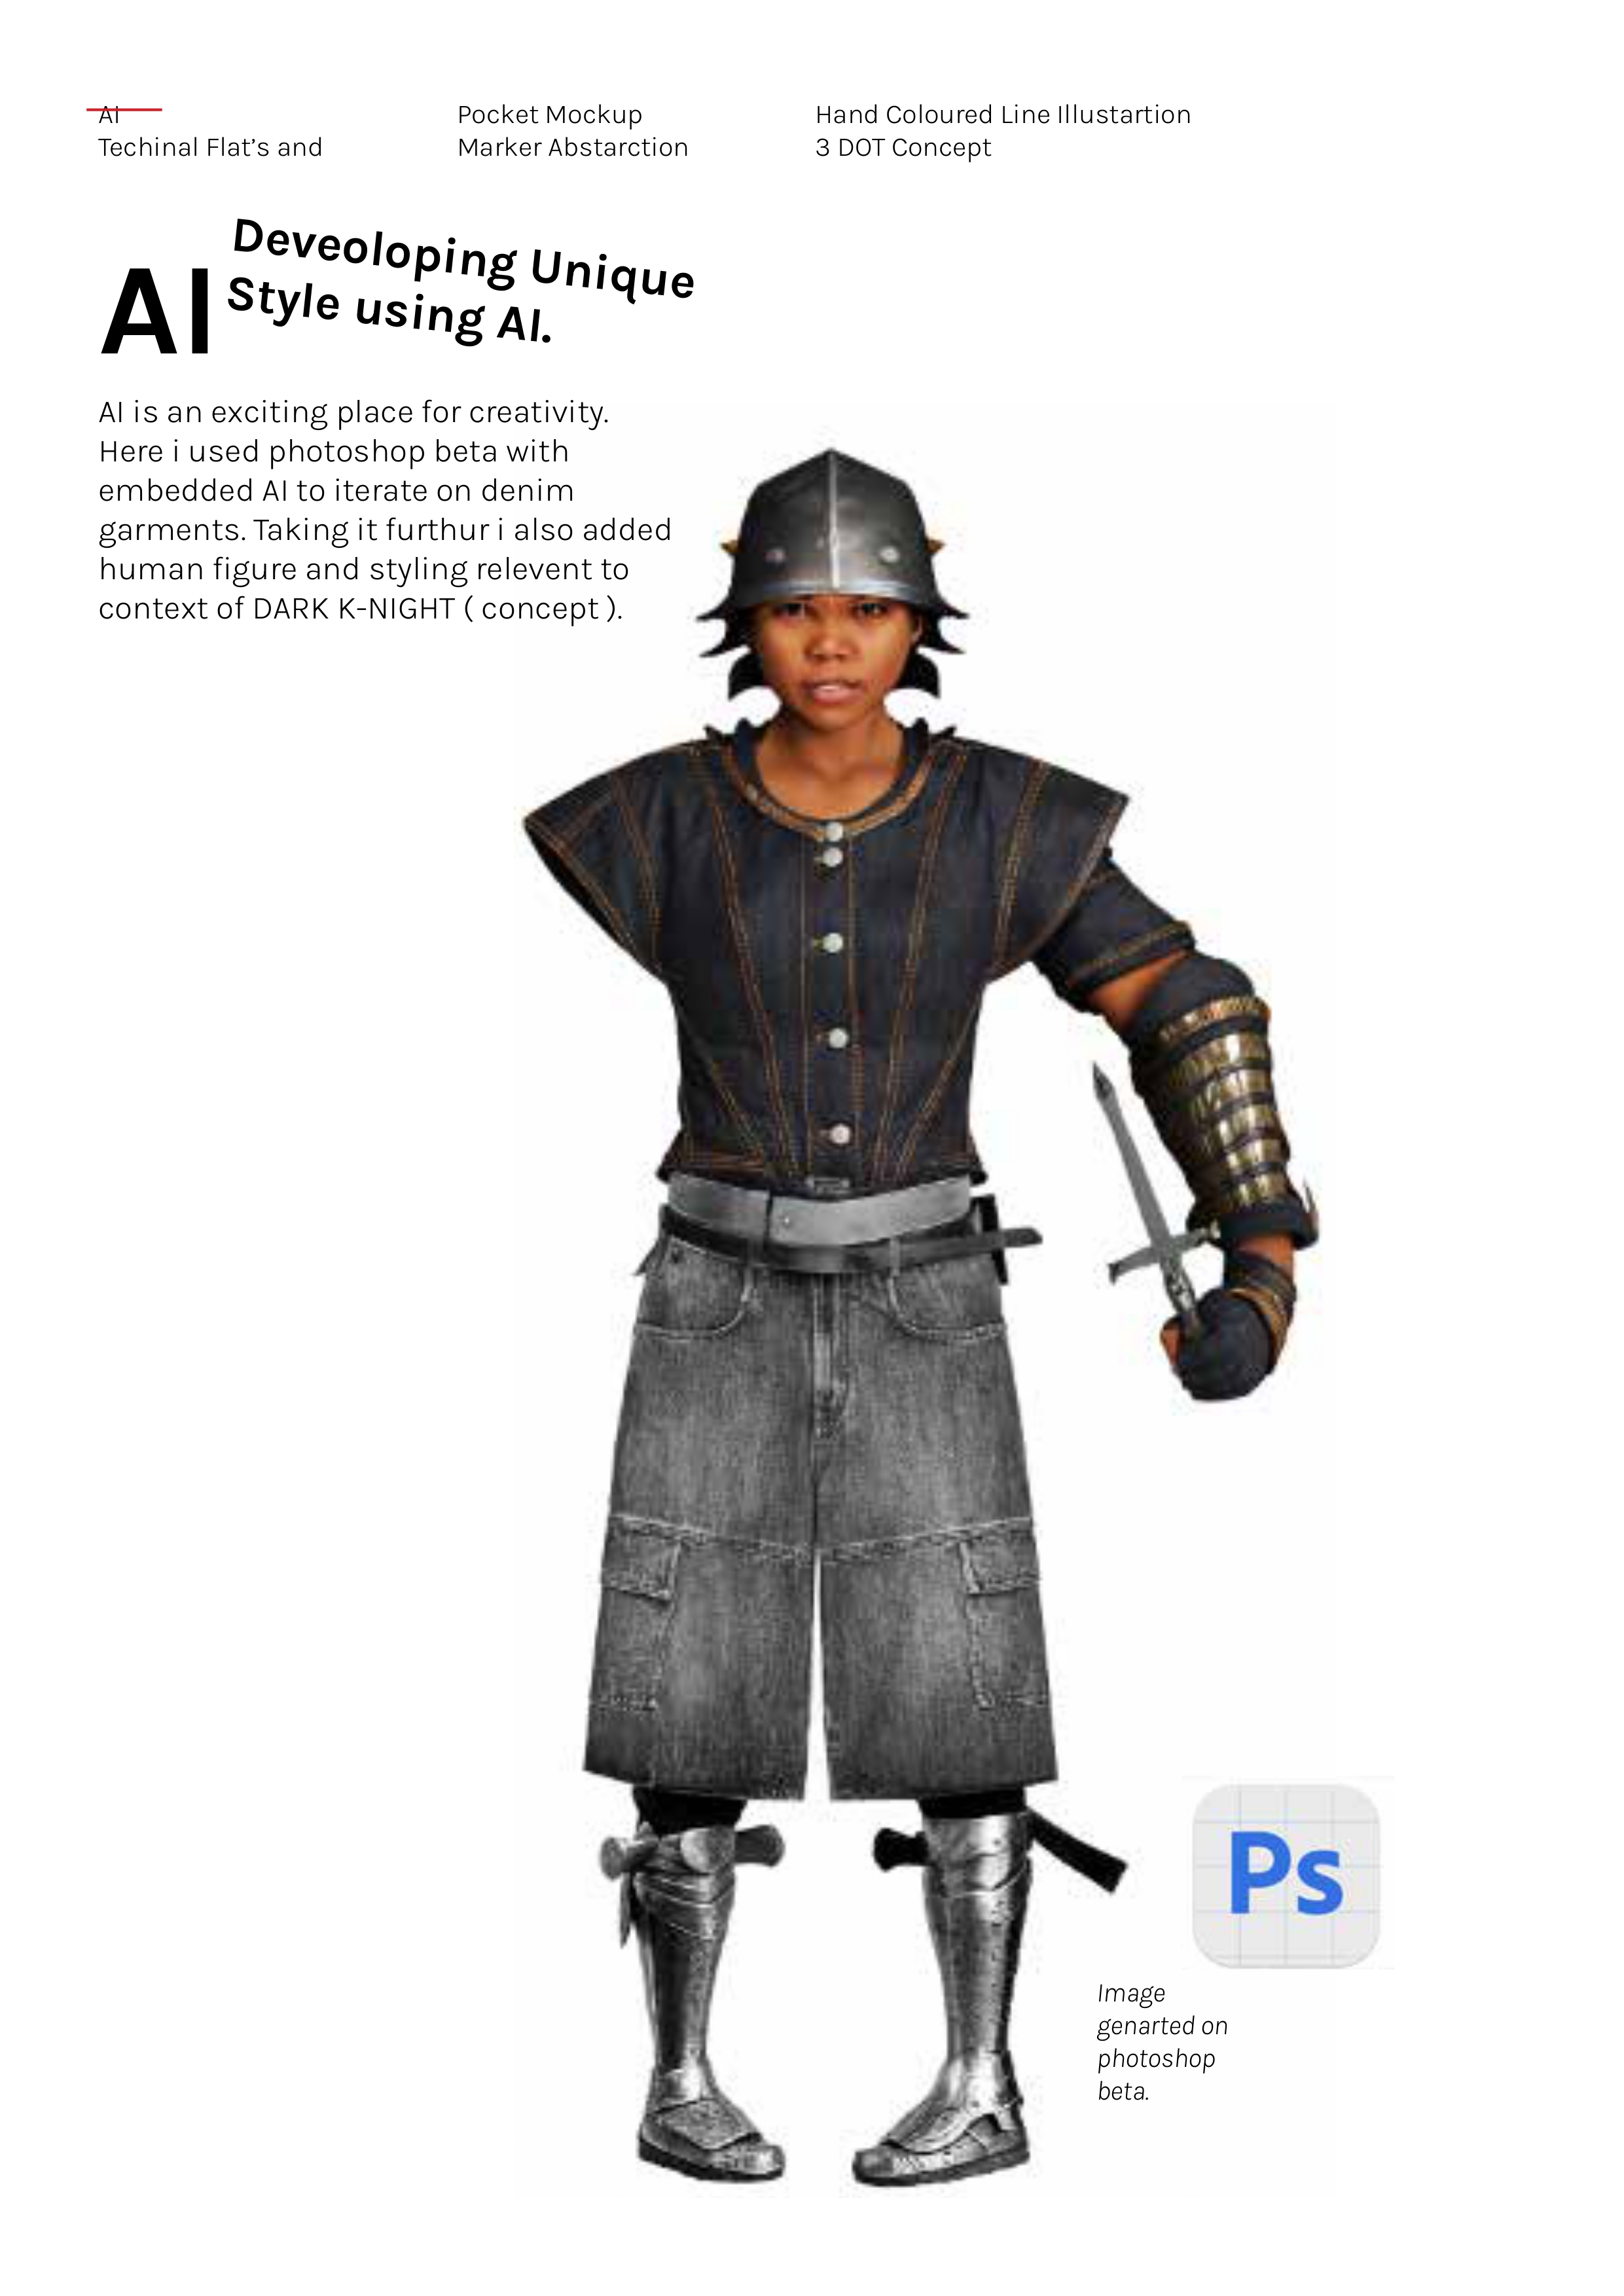 AI
Techinal Flat’s and
Pocket Mockup
Marker Abstarction
Hand Coloured Line Illustartion
3 DOT Concept
AI
Deveoloping Unique
Style using AI.
AI is an exciting place for creativity.
Here i used photoshop beta with
embedded AI to iterate on denim
garments. Taking it furthur i also added
human figure and styling relevent to
context of DARK K-NIGHT ( concept ).
Ps
Image
genarted on
photoshop
beta.